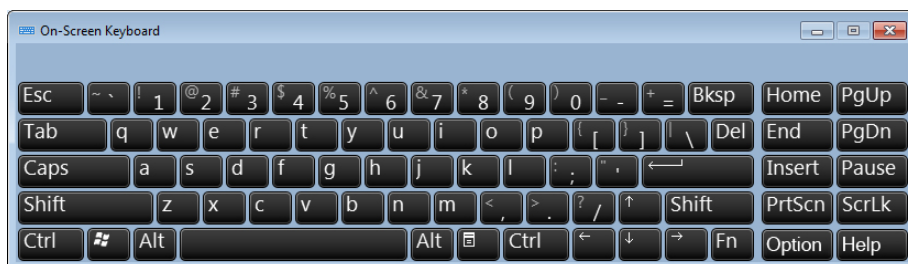 On-Screen Keyboard
Esc ~ ` ! 1 @ 2 # 3 $ 4 % 5 ^ 6 & 7 * 8 ( 9 ) 0 _ - + = Bksp Home PgUp
Tab q w e r t y u i o p { [ } ] | \ Del End PgDn
Caps a s d f g h j k l : ; " ' Insert Pause
Shift z x c v b n m < , > . ? / ↑ Shift PrtScn ScrLk
Ctrl Alt Alt Ctrl ← ↓ → Fn Option Help